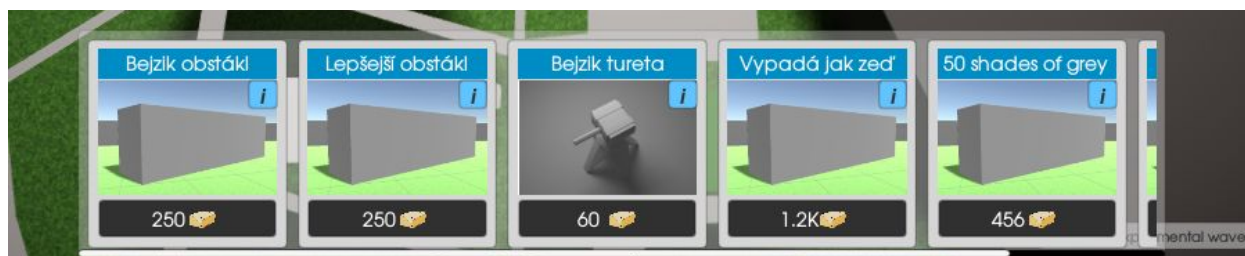 Bejzik obstákl
Lepšejší obstákl
Bejzik tureta
Vypadá jak zeď
50 shades of grey
i
i
i
i
i
250
250
60
1.2K
456
mental wave